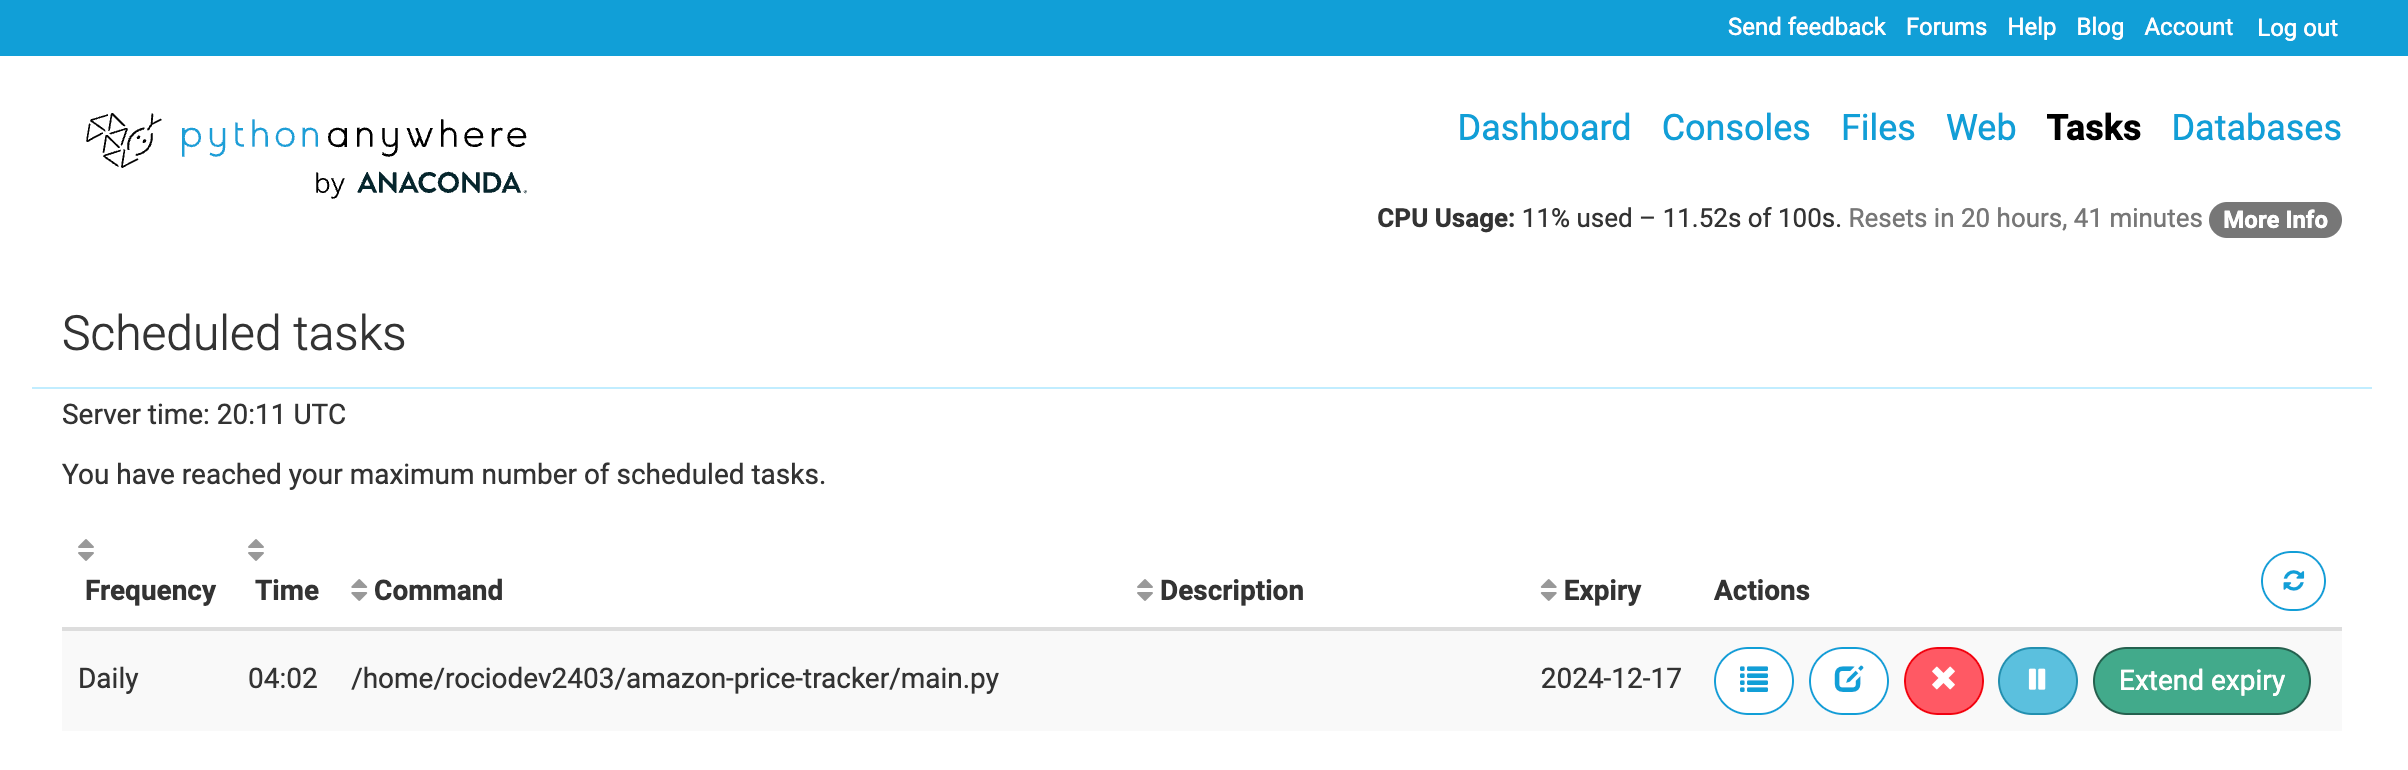 Send feedback Forums Help Blog Account Log out
pythonanywhere
by ANACONDA.
Dashboard Consoles Files Web Tasks Databases
CPU Usage: 11% used – 11.52s of 100s. Resets in 20 hours, 41 minutes More Info
Scheduled tasks
Server time: 20:11 UTC
You have reached your maximum number of scheduled tasks.
Frequency Time Command Description Expiry Actions
Daily 04:02 /home/rociodev2403/amazon-price-tracker/main.py 2024-12-17 Extend expiry